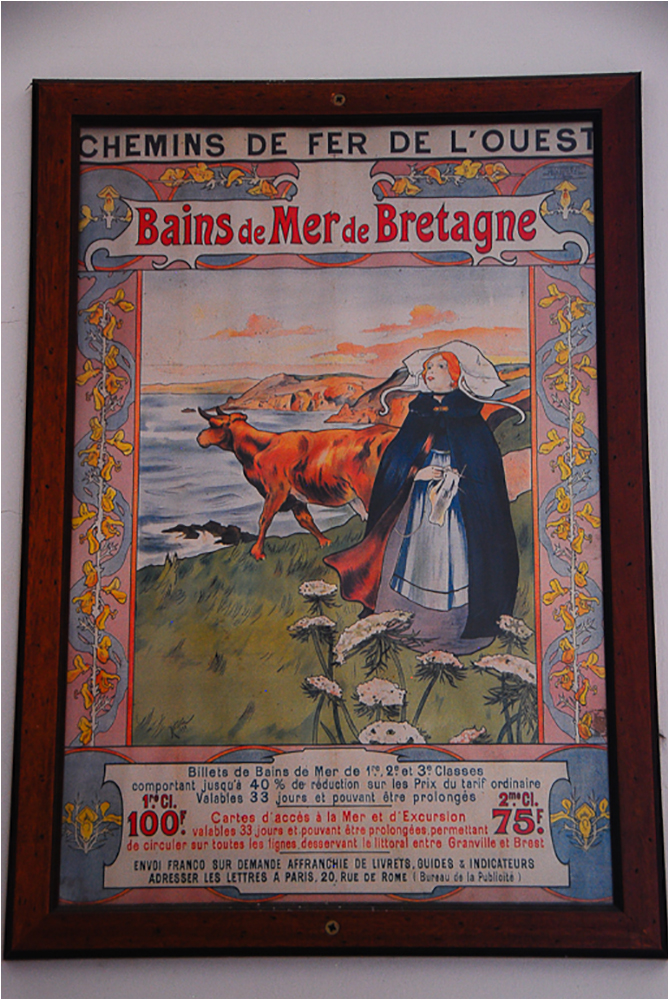 CHEMINS DE FER DE L'OUEST
Bains de Mer de Bretagne
Billets de Bains de Mer de 1re, 2e et 3e Classes
comportant jusqu'à 40 % de réduction sur les Prix du tarif ordinaire
Valables 33 jours et pouvant être prolongés
1re Cl.
100F.
Cartes d'accès à la Mer et d'Excursion
valables 33 jours et pouvant être prolongées, permettant
de circuler sur toutes les lignes desservant le littoral entre Granville et Brest
2me Cl.
75F.
ENVOI FRANCO SUR DEMANDE AFFRANCHIE DE LIVRETS, GUIDES & INDICATEURS
ADRESSER LES LETTRES A PARIS, 20, RUE DE ROME (Bureau de la Publicité)